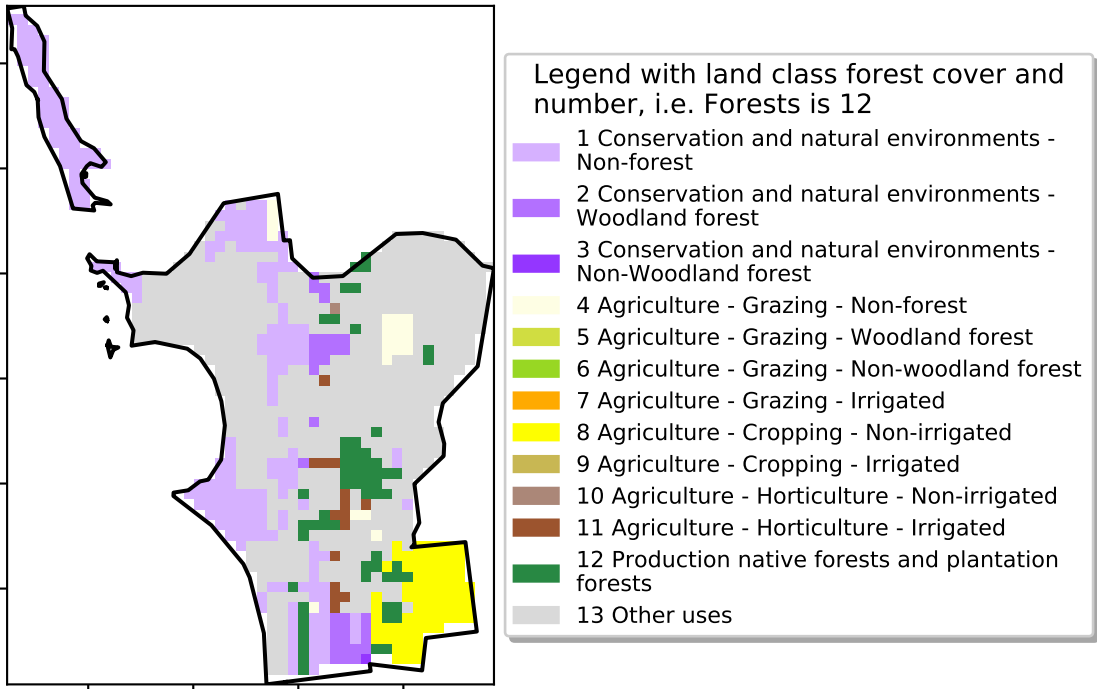 Legend with land class forest cover and
number, i.e. Forests is 12
1 Conservation and natural environments -
Non-forest
2 Conservation and natural environments -
Woodland forest
3 Conservation and natural environments -
Non-Woodland forest
4 Agriculture - Grazing - Non-forest
5 Agriculture - Grazing - Woodland forest
6 Agriculture - Grazing - Non-woodland forest
7 Agriculture - Grazing - Irrigated
8 Agriculture - Cropping - Non-irrigated
9 Agriculture - Cropping - Irrigated
10 Agriculture - Horticulture - Non-irrigated
11 Agriculture - Horticulture - Irrigated
12 Production native forests and plantation
forests
13 Other uses